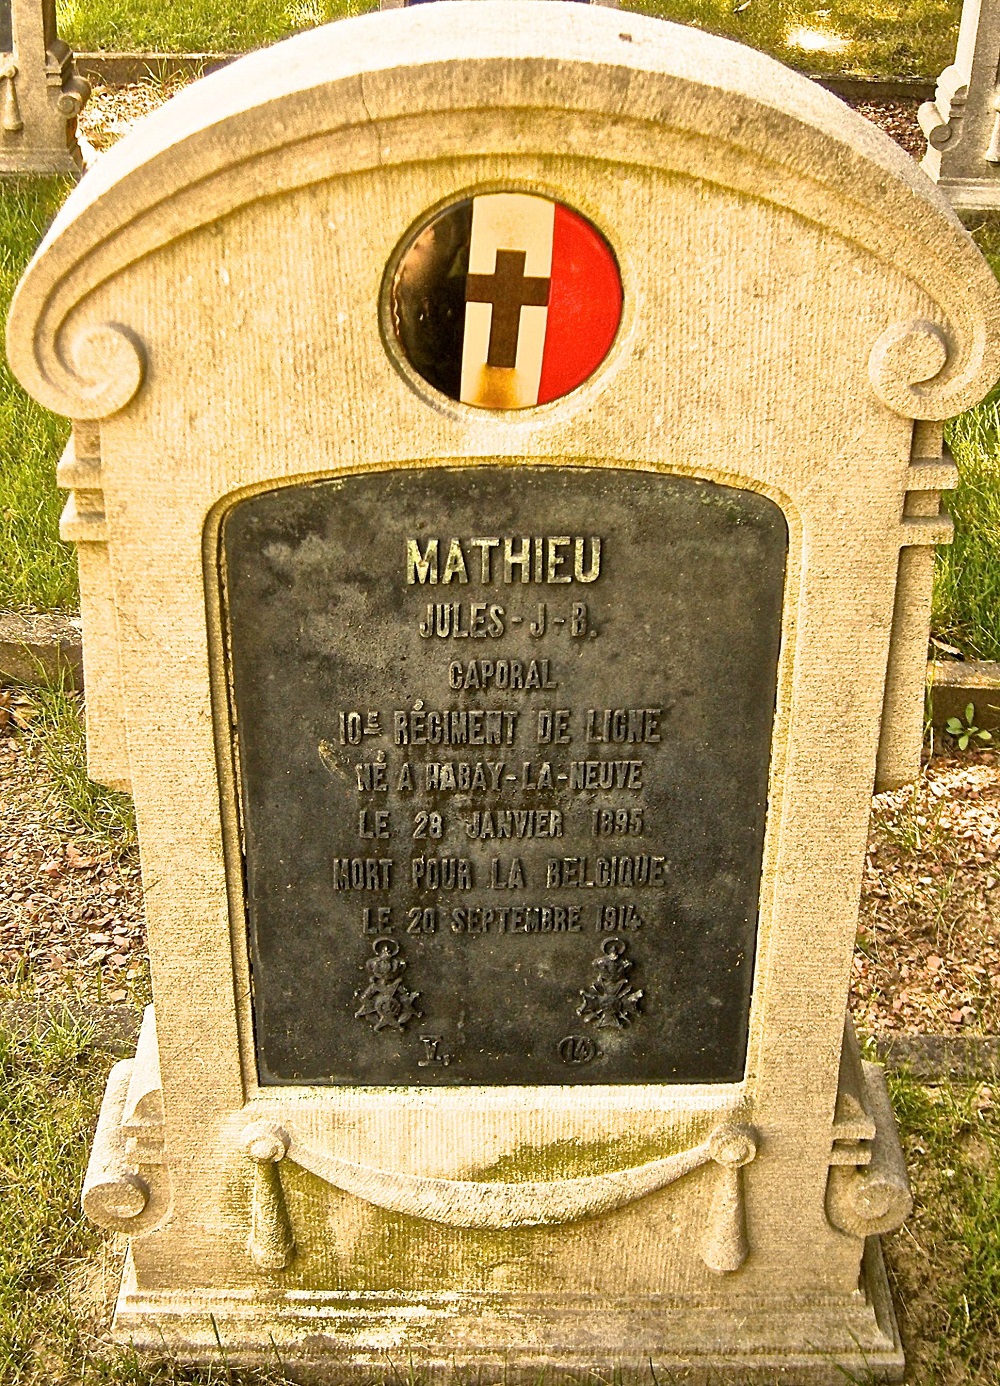 MATHIEU
JULES-J-B.
CAPORAL
10E RÉGIMENT DE LIGNE
NÉ A HABAY-LA-NEUVE
LE 28 JANVIER 1895
MORT POUR LA BELGIQUE
LE 20 SEPTEMBRE 1914
L. 14